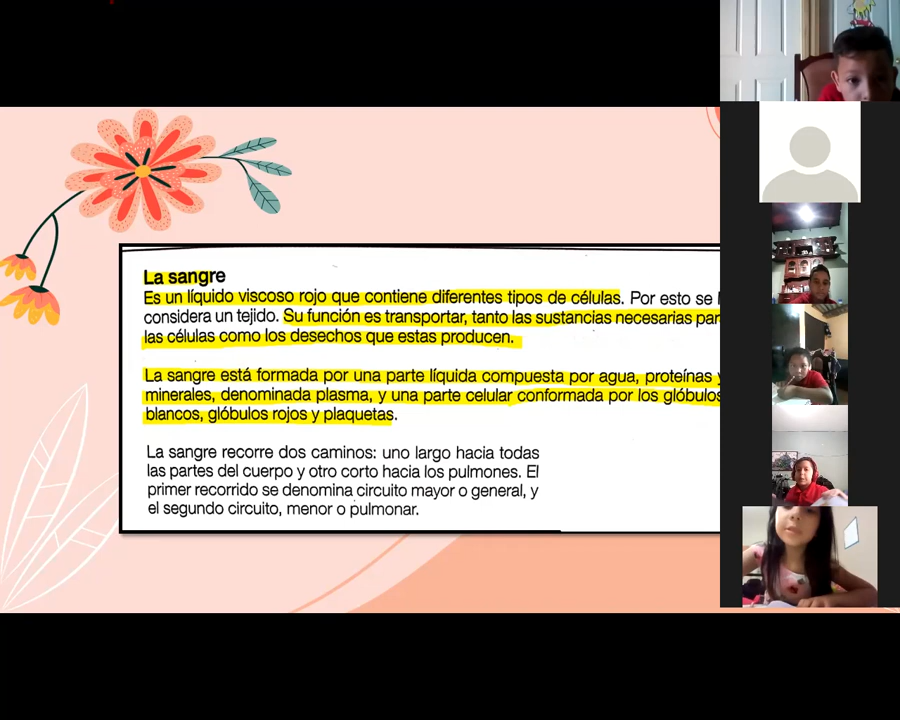 La sangre
Es un líquido viscoso rojo que contiene diferentes tipos de células. Por esto se
considera un tejido. Su función es transportar, tanto las sustancias necesarias
las células como los desechos que estas producen.
La sangre está formada por una parte líquida compuesta por agua, proteínas y
minerales, denominada plasma, y una parte celular conformada por los glóbulos
blancos, glóbulos rojos y plaquetas.
La sangre recorre dos caminos: uno largo hacia todas
las partes del cuerpo y otro corto hacia los pulmones. El
primer recorrido se denomina circuito mayor o general, y
el segundo circuito, menor o pulmonar.